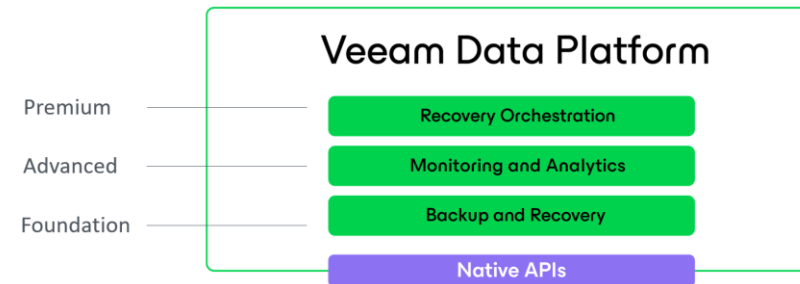 Veeam Data Platform
Premium
Recovery Orchestration
Advanced
Monitoring and Analytics
Foundation
Backup and Recovery
Native APIs